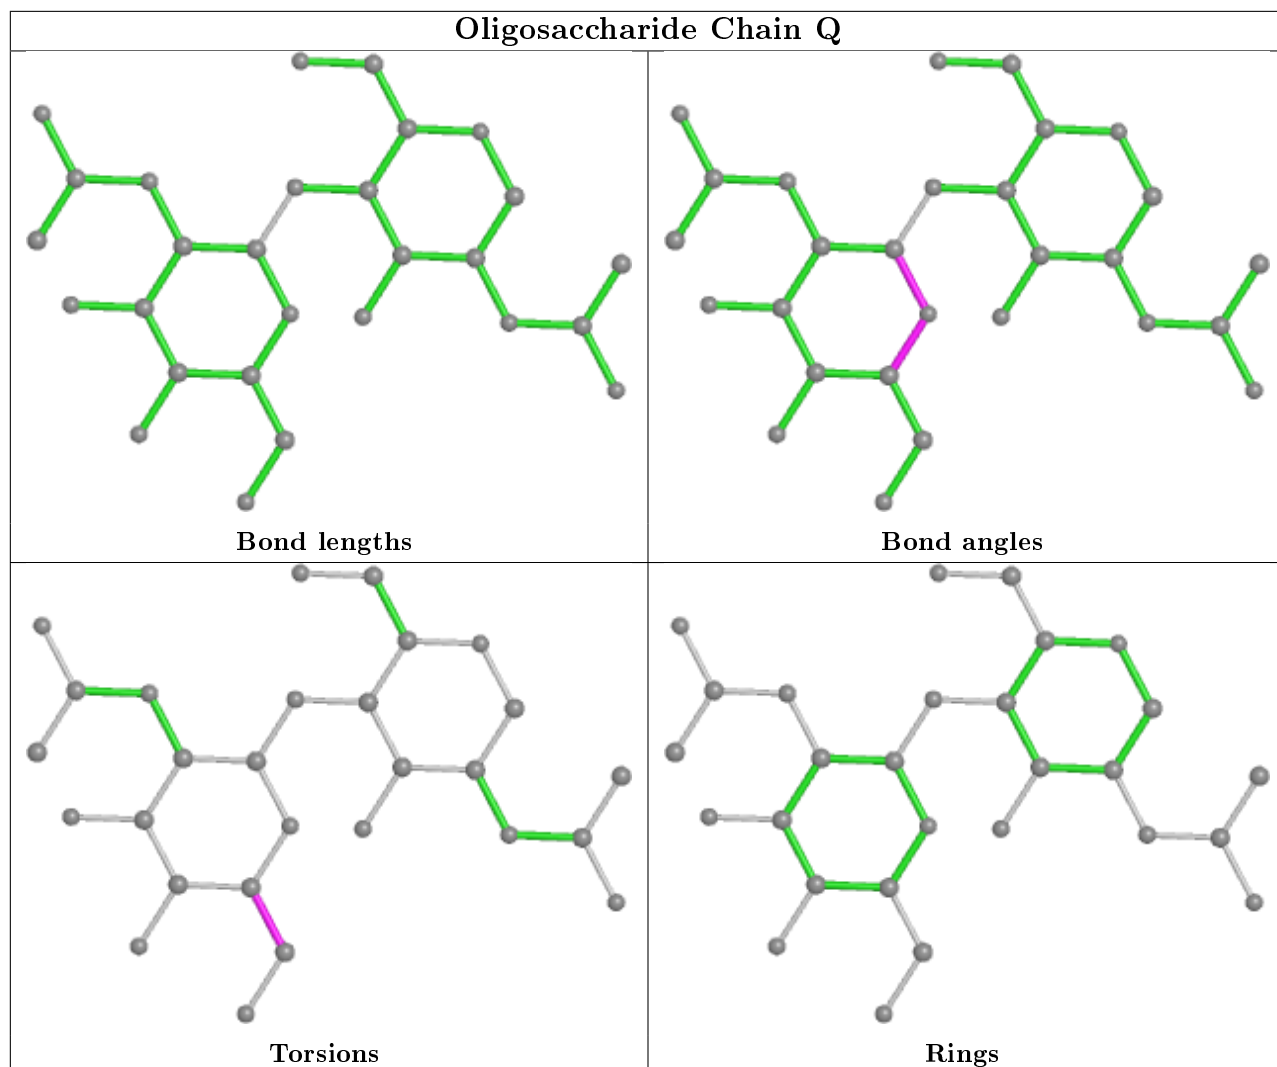 Oligosaccharide Chain Q
Bond lengths
Bond angles
Torsions
Rings